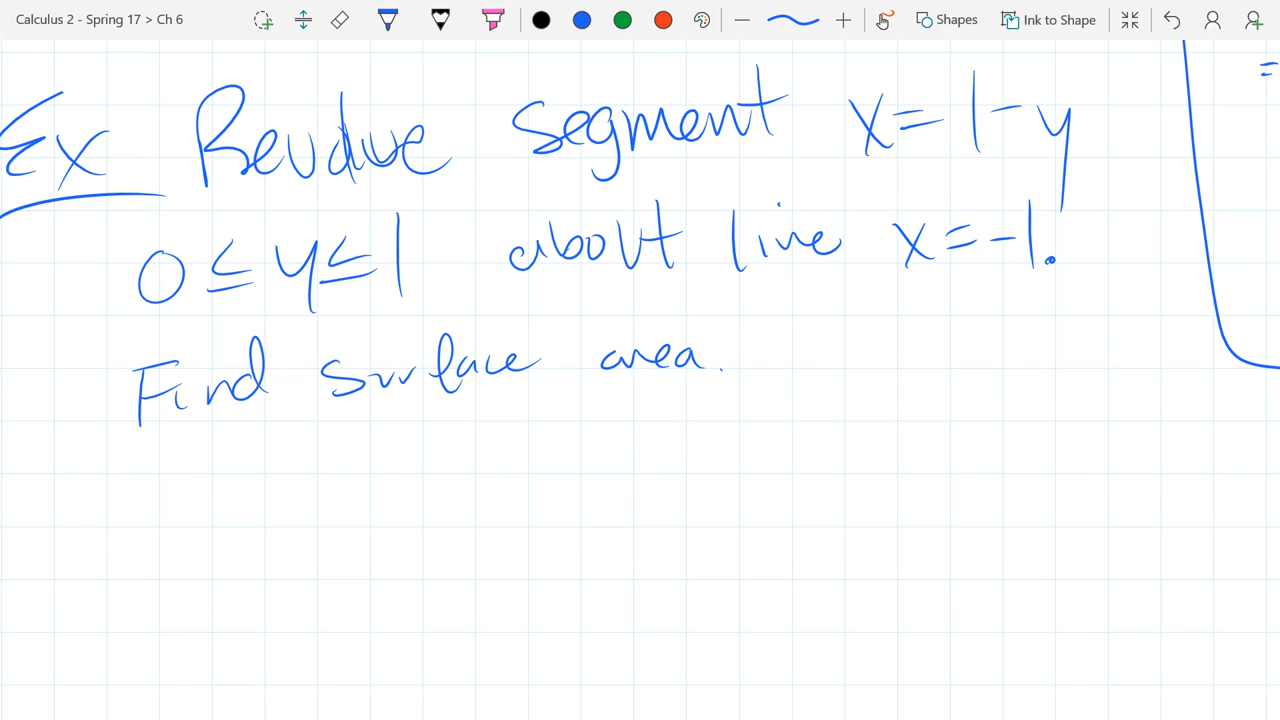 Calculus 2 - Spring 17 > Ch 6
Shapes
Ink to Shape
=
Ex Revolve segment x = 1 - y
0 ≤ y ≤ 1 about line x = -1.
Find surface area.